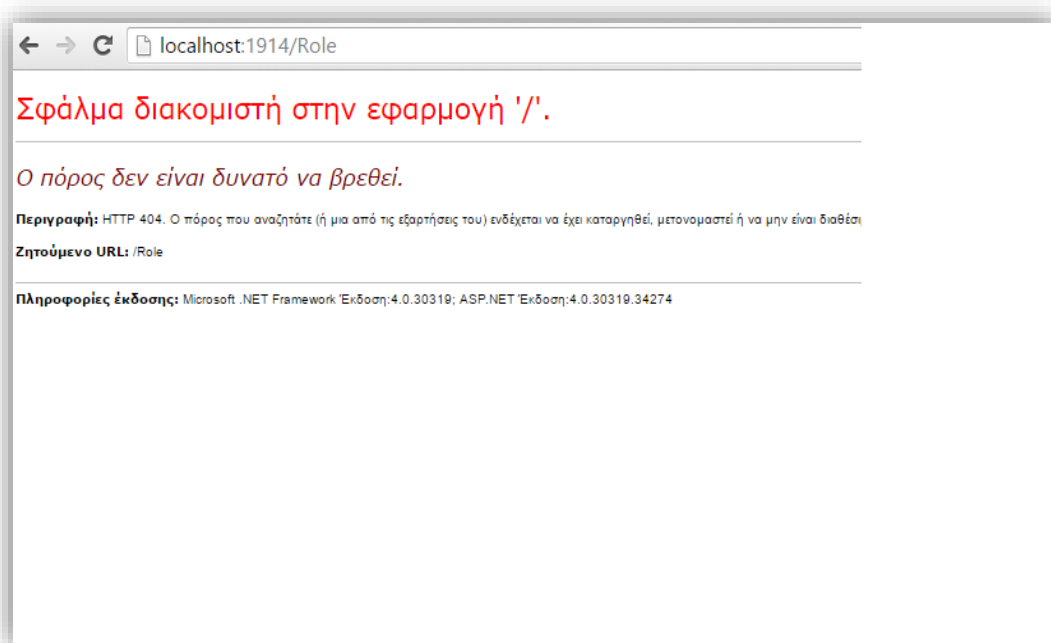 localhost:1914/Role
Σφάλμα διακομιστή στην εφαρμογή '/'.
Ο πόρος δεν είναι δυνατό να βρεθεί.
Περιγραφή: HTTP 404. Ο πόρος που αναζητάτε (ή μια από τις εξαρτήσεις του) ενδέχεται να έχει καταργηθεί, μετονομαστεί ή να μην είναι
Ζητούμενο URL: /Role
Πληροφορίες έκδοσης: Microsoft .NET Framework Έκδοση:4.0.30319; ASP.NET Έκδοση:4.0.30319.34274